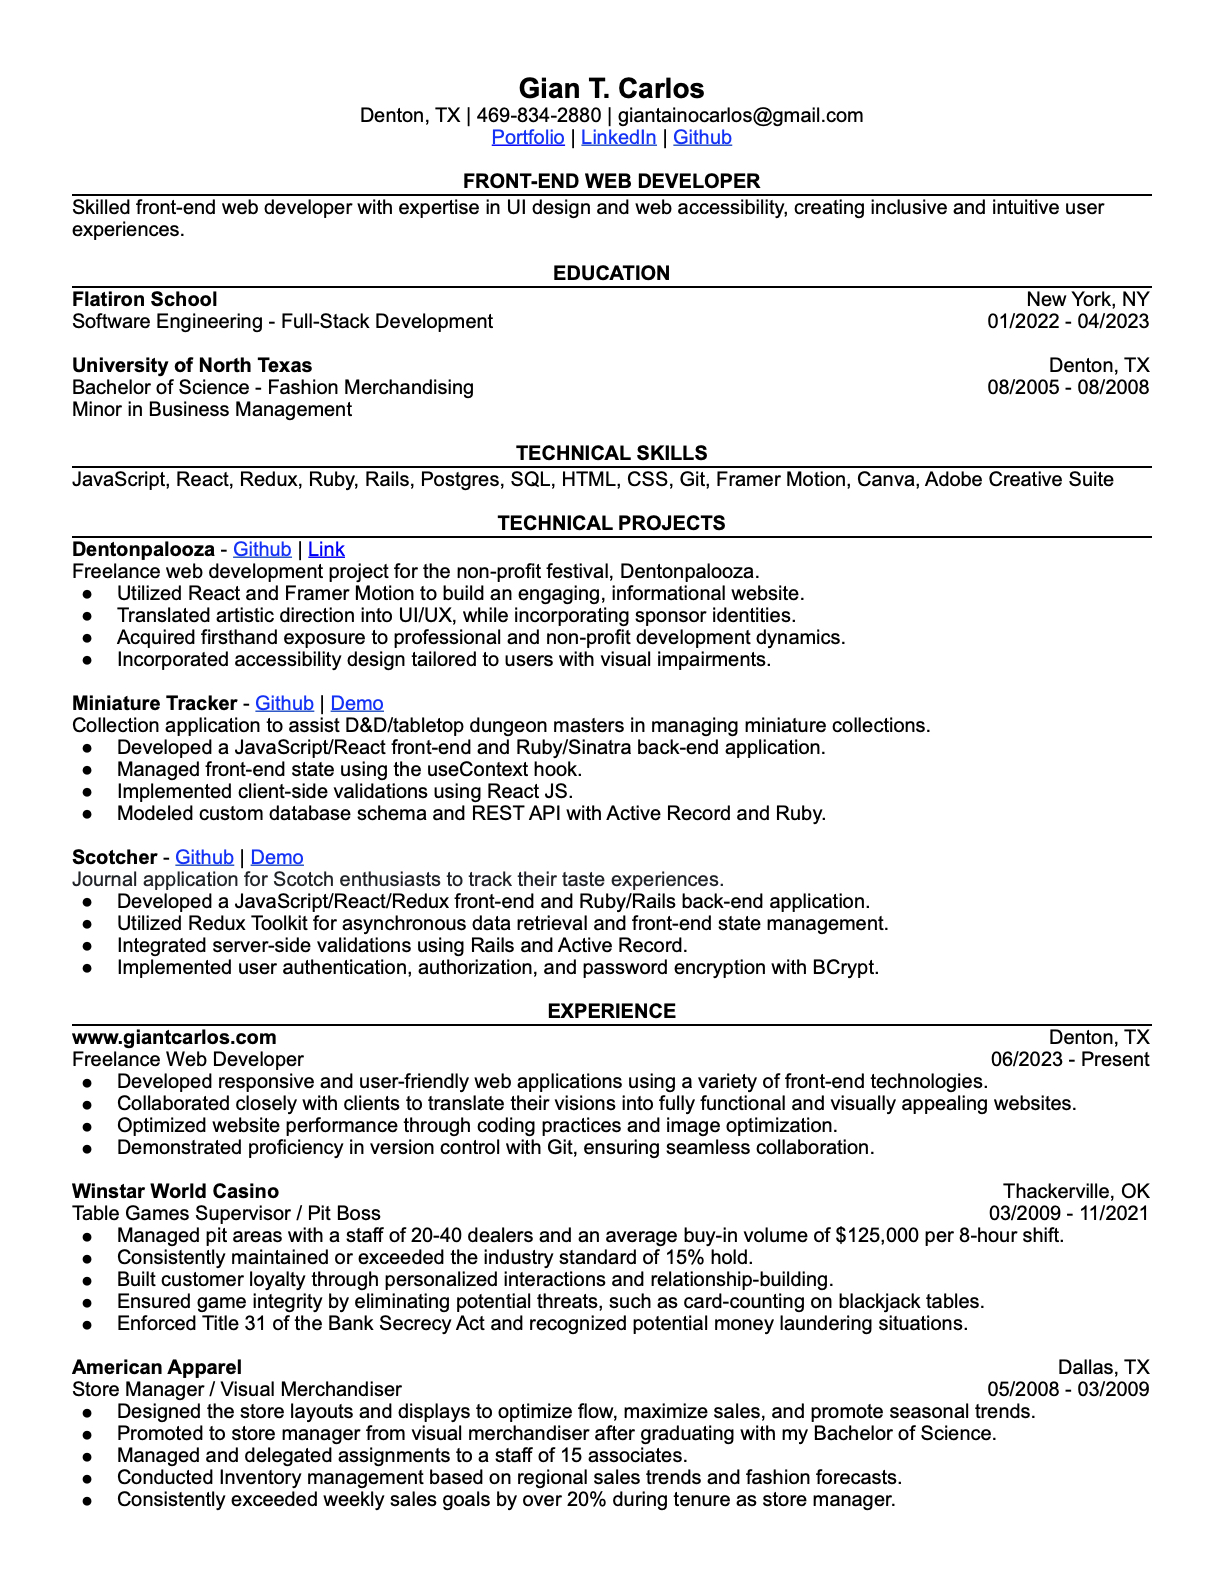 Gian T. Carlos
Denton, TX | 469-834-2880 | giantainocarlos@gmail.com
Portfolio | LinkedIn | Github
FRONT-END WEB DEVELOPER
Skilled front-end web developer with expertise in UI design and web accessibility, creating inclusive and intuitive user
experiences.
EDUCATION
Flatiron School New York, NY
Software Engineering - Full-Stack Development 01/2022 - 04/2023
University of North Texas Denton, TX
Bachelor of Science - Fashion Merchandising 08/2005 - 08/2008
Minor in Business Management
TECHNICAL SKILLS
JavaScript, React, Redux, Ruby, Rails, Postgres, SQL, HTML, CSS, Git, Framer Motion, Canva, Adobe Creative Suite
TECHNICAL PROJECTS
Dentonpalooza - Github | Link
Freelance web development project for the non-profit festival, Dentonpalooza.
● Utilized React and Framer Motion to build an engaging, informational website.
● Translated artistic direction into UI/UX, while incorporating sponsor identities.
● Acquired firsthand exposure to professional and non-profit development dynamics.
● Incorporated accessibility design tailored to users with visual impairments.
Miniature Tracker - Github | Demo
Collection application to assist D&D/tabletop dungeon masters in managing miniature collections.
● Developed a JavaScript/React front-end and Ruby/Sinatra back-end application.
● Managed front-end state using the useContext hook.
● Implemented client-side validations using React JS.
● Modeled custom database schema and REST API with Active Record and Ruby.
Scotcher - Github | Demo
Journal application for Scotch enthusiasts to track their taste experiences.
● Developed a JavaScript/React/Redux front-end and Ruby/Rails back-end application.
● Utilized Redux Toolkit for asynchronous data retrieval and front-end state management.
● Integrated server-side validations using Rails and Active Record.
● Implemented user authentication, authorization, and password encryption with BCrypt.
EXPERIENCE
www.giantcarlos.com Denton, TX
Freelance Web Developer 06/2023 - Present
● Developed responsive and user-friendly web applications using a variety of front-end technologies.
● Collaborated closely with clients to translate their visions into fully functional and visually appealing websites.
● Optimized website performance through coding practices and image optimization.
● Demonstrated proficiency in version control with Git, ensuring seamless collaboration.
Winstar World Casino Thackerville, OK
Table Games Supervisor / Pit Boss 03/2009 - 11/2021
● Managed pit areas with a staff of 20-40 dealers and an average buy-in volume of $125,000 per 8-hour shift.
● Consistently maintained or exceeded the industry standard of 15% hold.
● Built customer loyalty through personalized interactions and relationship-building.
● Ensured game integrity by eliminating potential threats, such as card-counting on blackjack tables.
● Enforced Title 31 of the Bank Secrecy Act and recognized potential money laundering situations.
American Apparel Dallas, TX
Store Manager / Visual Merchandiser 05/2008 - 03/2009
● Designed the store layouts and displays to optimize flow, maximize sales, and promote seasonal trends.
● Promoted to store manager from visual merchandiser after graduating with my Bachelor of Science.
● Managed and delegated assignments to a staff of 15 associates.
● Conducted Inventory management based on regional sales trends and fashion forecasts.
● Consistently exceeded weekly sales goals by over 20% during tenure as store manager.